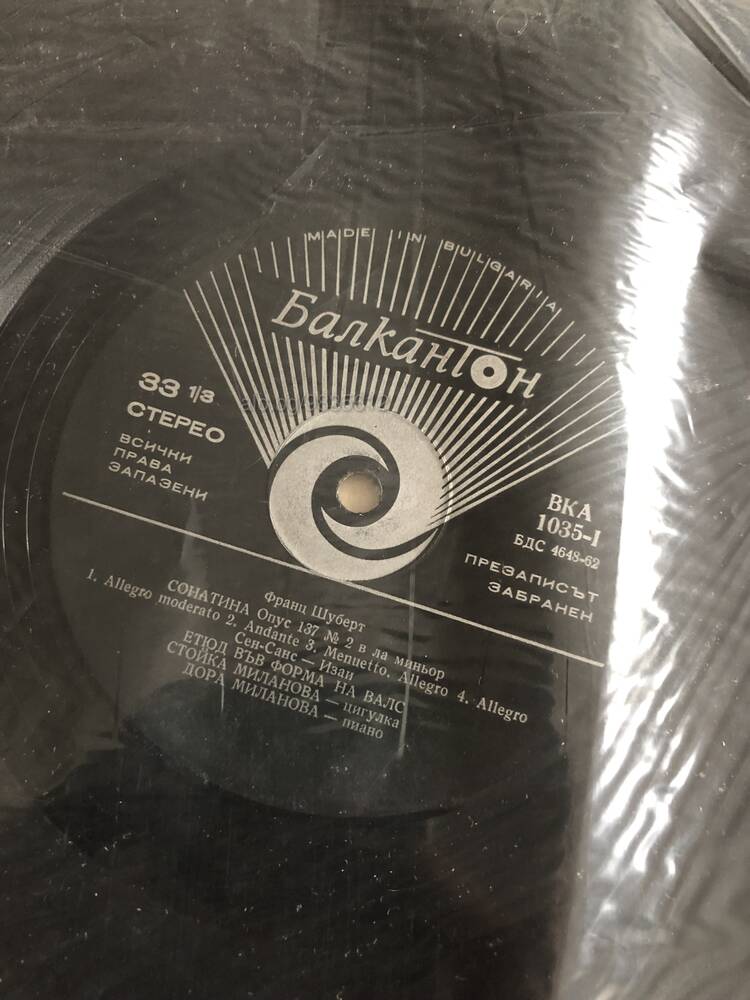 MADE IN BULGARIA
Балкантон
33 1/3
СТЕРЕО
ВСИЧКИ
ПРАВА
ЗАПАЗЕНИ
ВКА
1035-I
БДС 4648-62
ПРЕЗАПИСЪТ
ЗАБРАНЕН
Франц Шуберт
СОНАТИНА Опус 137 № 2 в ла миньор
1. Allegro moderato 2. Andante 3. Menuetto. Allegro 4. Allegro
Сен-Санс — Изаи
ЕТЮД ВЪВ ФОРМА НА ВАЛС
СТОЙКА МИЛАНОВА — цигулка
ДОРА МИЛАНОВА — пиано